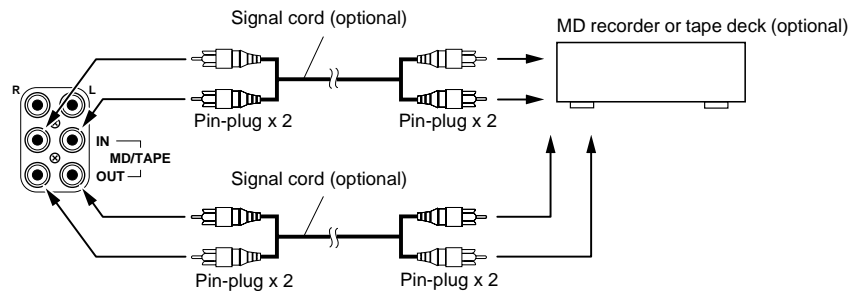 Signal cord (optional)
MD recorder or tape deck (optional)
R
L
Pin-plug x 2
Pin-plug x 2
IN
MD/TAPE
OUT
Signal cord (optional)
Pin-plug x 2
Pin-plug x 2